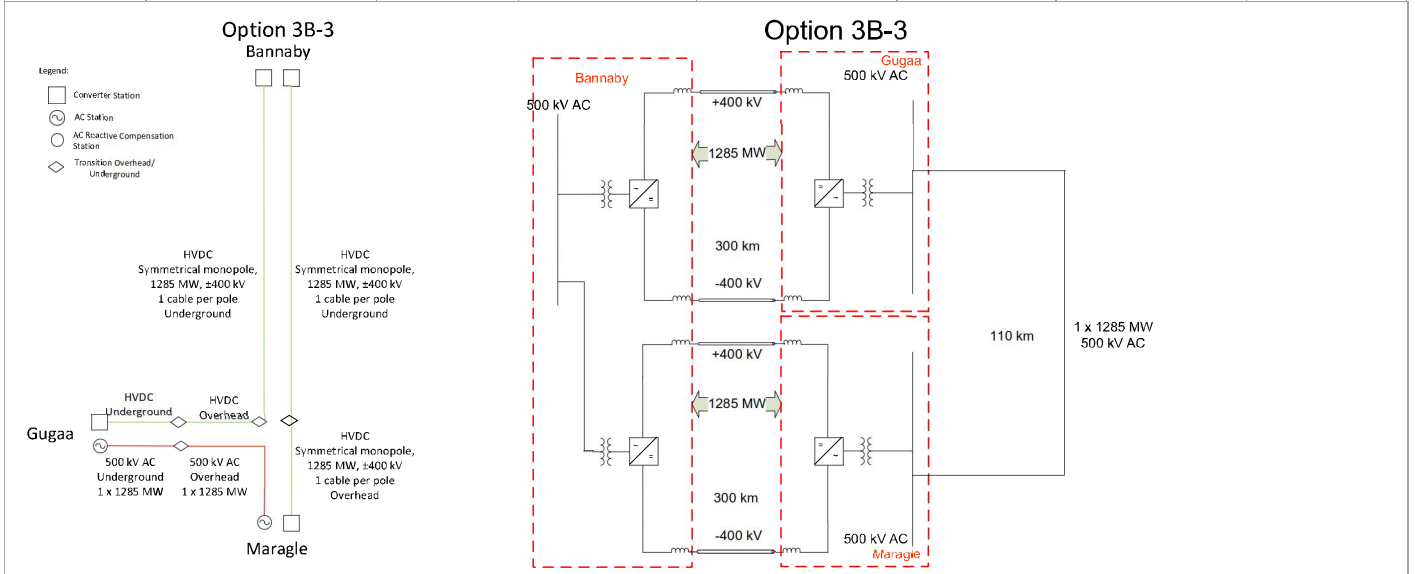 Option 3B-3
Bannaby
Legend:
Converter Station
AC Station
AC Reactive Compensation
Station
Transition Overhead/
Underground
HVDC
Symmetrical monopole,
1285 MW, ±400 kV
1 cable per pole
Underground
HVDC
Symmetrical monopole,
1285 MW, ±400 kV
1 cable per pole
Underground
HVDC
Underground
HVDC
Overhead
Gugaa
500 kV AC
Underground
1 x 1285 MW
500 kV AC
Overhead
1 x 1285 MW
HVDC
Symmetrical monopole,
1285 MW, ±400 kV
1 cable per pole
Overhead
Maragle
Option 3B-3
Bannaby
500 kV AC
Gugaa
500 kV AC
+400 kV
1285 MW
~
=
=
~
300 km
-400 kV
+400 kV
1285 MW
~
=
=
~
300 km
-400 kV
500 kV AC
Maragle
110 km
1 x 1285 MW
500 kV AC